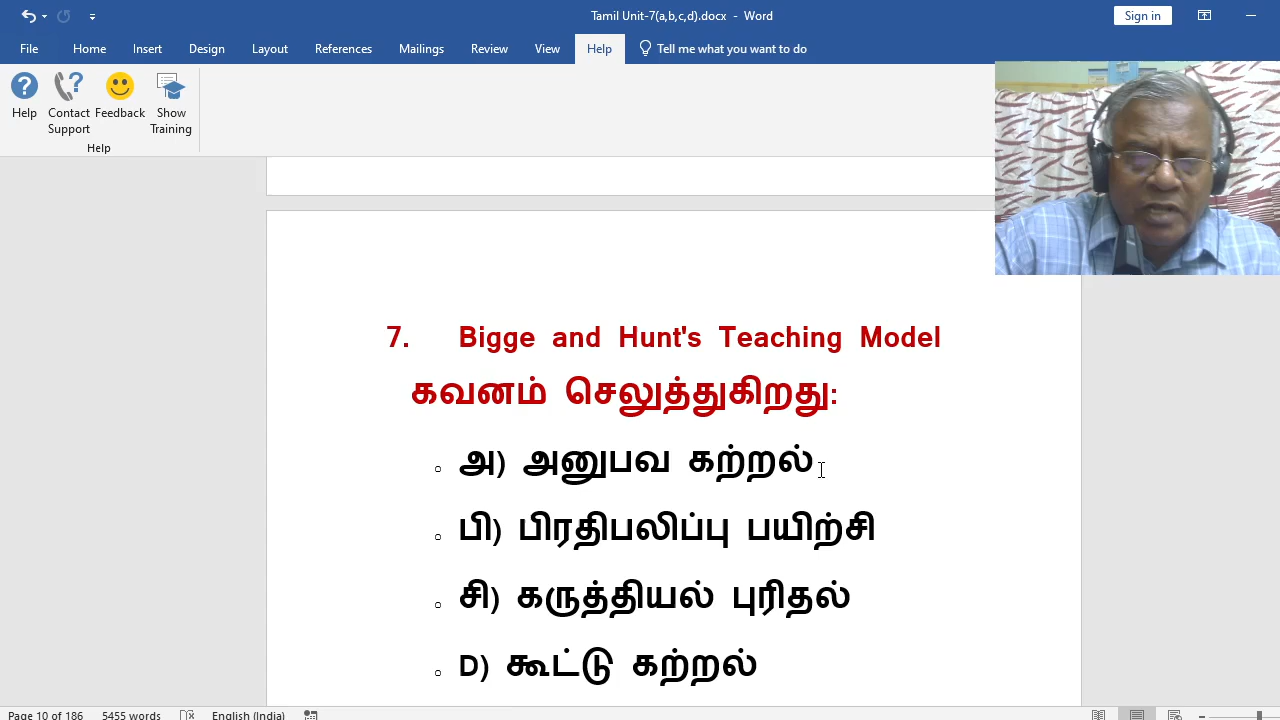 Tamil Unit-7(a,b,c,d).docx - Word
Sign in
File Home Insert Design Layout References Mailings Review View Help Tell me what you want to do
Help Contact Support Feedback Show Training
Help
7. Bigge and Hunt's Teaching Model
கவனம் செலுத்துகிறது:
அ) அனுபவ கற்றல்
பி) பிரதிபலிப்பு பயிற்சி
சி) கருத்தியல் புரிதல்
D) கூட்டு கற்றல்
Page 10 of 186 5455 words English (India)